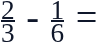 2/3 - 1/6 =